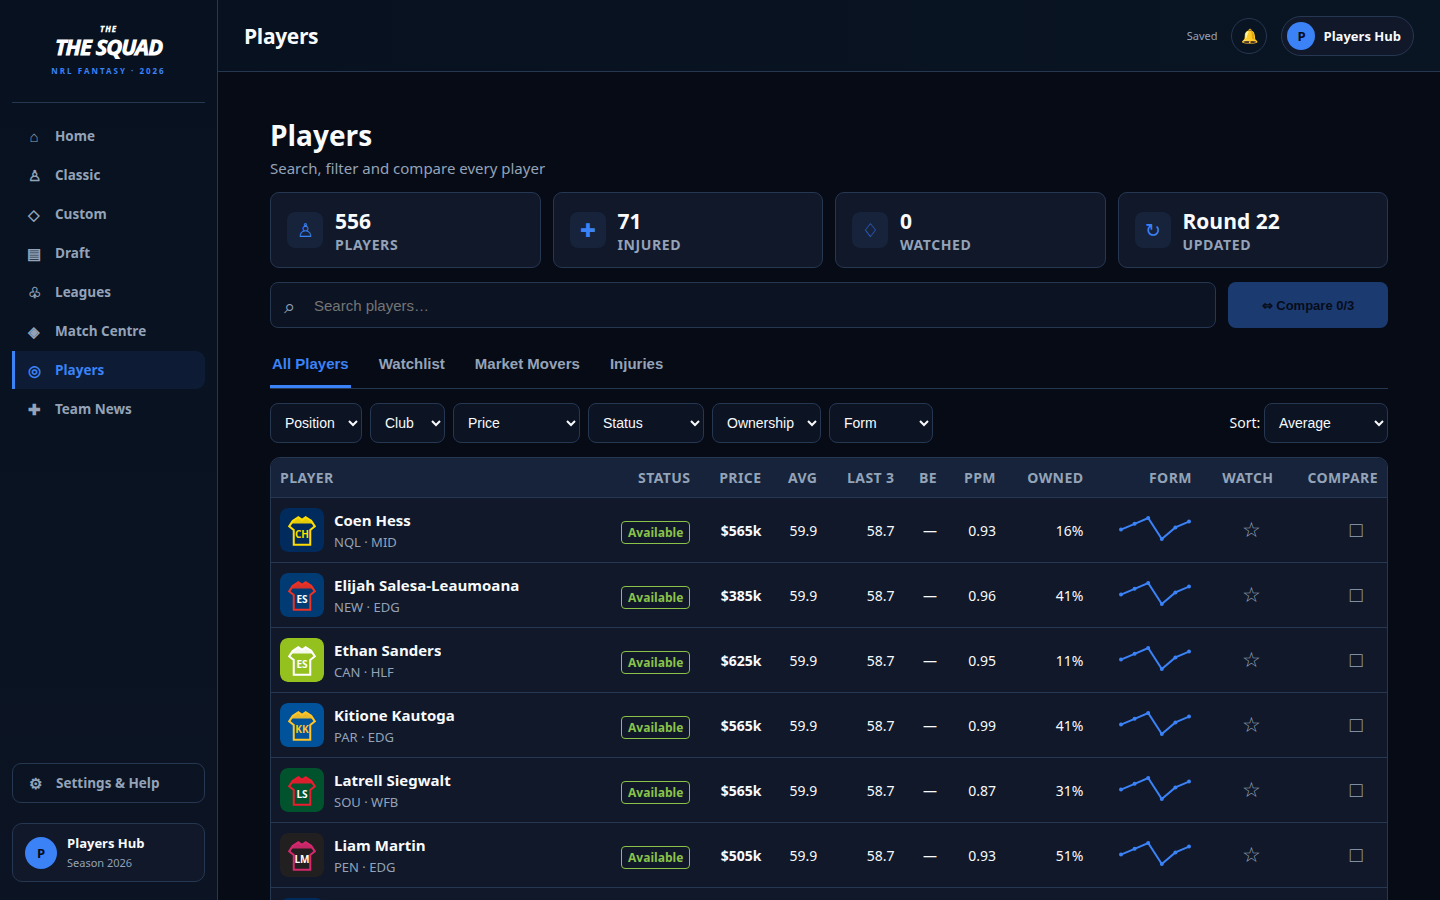 THE
THE SQUAD
NRL FANTASY · 2026
Home
Classic
Custom
Draft
Leagues
Match Centre
Players
Team News
Settings & Help
P
Players Hub
Season 2026
Players
Saved
P
Players Hub
Players
Search, filter and compare every player
556
PLAYERS
71
INJURED
0
WATCHED
Round 22
UPDATED
Search players…
⇔ Compare 0/3
All Players Watchlist Market Movers Injuries
Position Club Price Status Ownership Form Sort: Average
PLAYER STATUS PRICE AVG LAST 3 BE PPM OWNED FORM WATCH COMPARE
CH Coen Hess
NQL · MID
Available $565k 59.9 58.7 — 0.93 16%
ES Elijah Salesa-Leaumoana
NEW · EDG
Available $385k 59.9 58.7 — 0.96 41%
ES Ethan Sanders
CAN · HLF
Available $625k 59.9 58.7 — 0.95 11%
KK Kitione Kautoga
PAR · EDG
Available $565k 59.9 58.7 — 0.99 41%
LS Latrell Siegwalt
SOU · WFB
Available $565k 59.9 58.7 — 0.87 31%
LM Liam Martin
PEN · EDG
Available $505k 59.9 58.7 — 0.93 51%